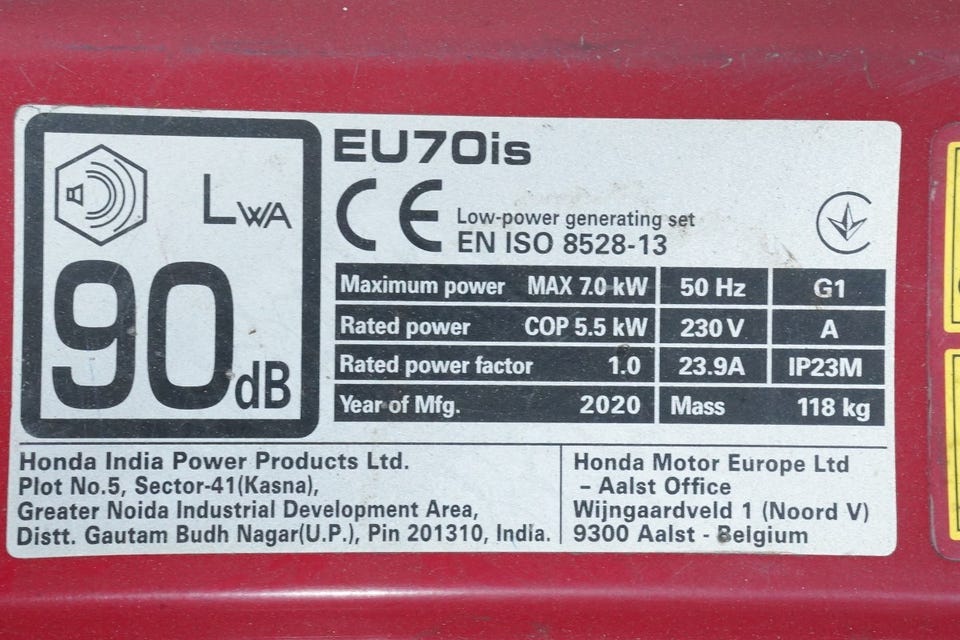 LWA
90dB
EU70is
CE Low-power generating set
EN ISO 8528-13
Maximum power MAX 7.0 kW 50 Hz G1
Rated power COP 5.5 kW 230 V A
Rated power factor 1.0 23.9A IP23M
Year of Mfg. 2020 Mass 118 kg
Honda India Power Products Ltd.
Plot No.5, Sector-41(Kasna),
Greater Noida Industrial Development Area,
Distt. Gautam Budh Nagar(U.P.), Pin 201310, India.
Honda Motor Europe Ltd
– Aalst Office
Wijngaardveld 1 (Noord V)
9300 Aalst - Belgium